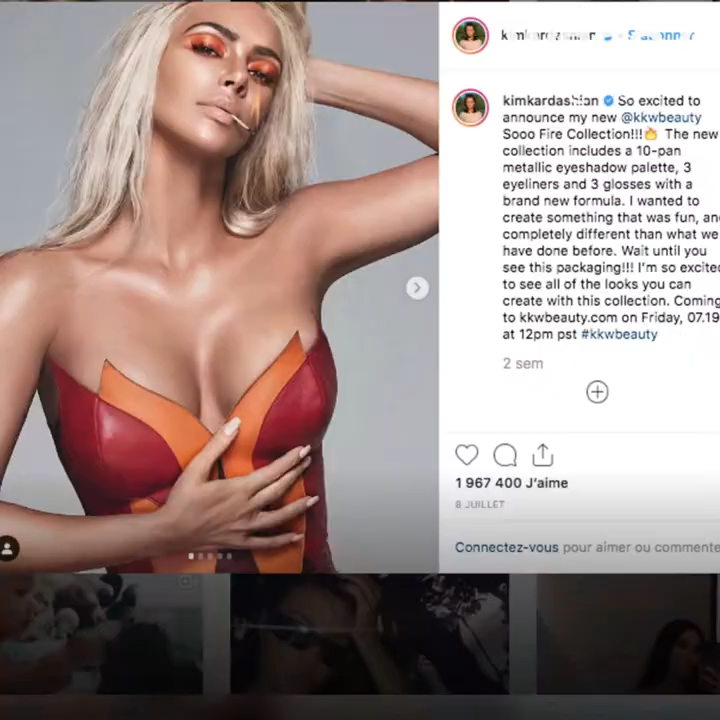 kimkardashian • S'abonner
kimkardashian So excited to
announce my new @kkwbeauty
Sooo Fire Collection!!!🔥 The new
collection includes a 10-pan
metallic eyeshadow palette, 3
eyeliners and 3 glosses with a
brand new formula. I wanted to
create something that was fun, and
completely different than what we
have done before. Wait until you
see this packaging!!! I'm so excited
to see all of the looks you can
create with this collection. Coming
to kkwbeauty.com on Friday, 07.19
at 12pm pst #kkwbeauty
2 sem
1 967 400 J'aime
8 JUILLET
Connectez-vous pour aimer ou commente